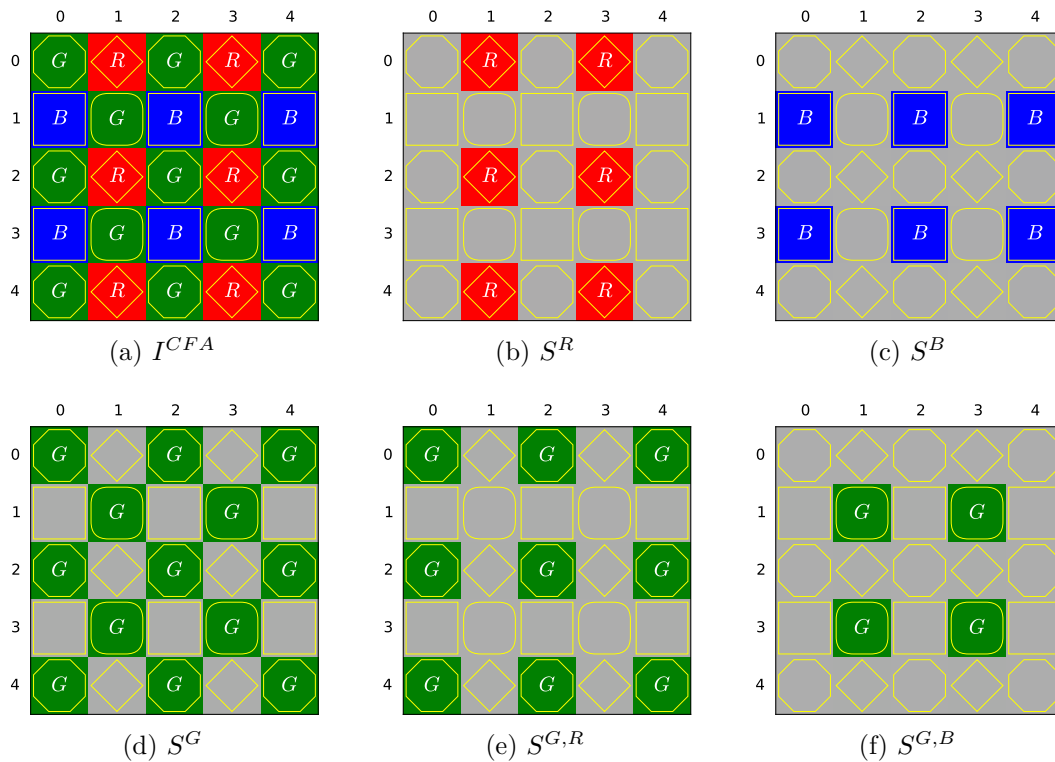 0 1 2 3 4 0 1 2 3 4 0 1 2 3 4
0 G R G R G 0 R R 0
1 B G B G B 1 1 B B B
2 G R G R G 2 R R 2
3 B G B G B 3 3 B B B
4 G R G R G 4 R R 4
(a) I^{CFA} (b) S^R (c) S^B
0 1 2 3 4 0 1 2 3 4 0 1 2 3 4
0 G G G 0 G G G 0
1 G G 1 1 G G
2 G G G 2 G G G 2
3 G G 3 3 G G
4 G G G 4 G G G 4
(d) S^G (e) S^{G,R} (f) S^{G,B}